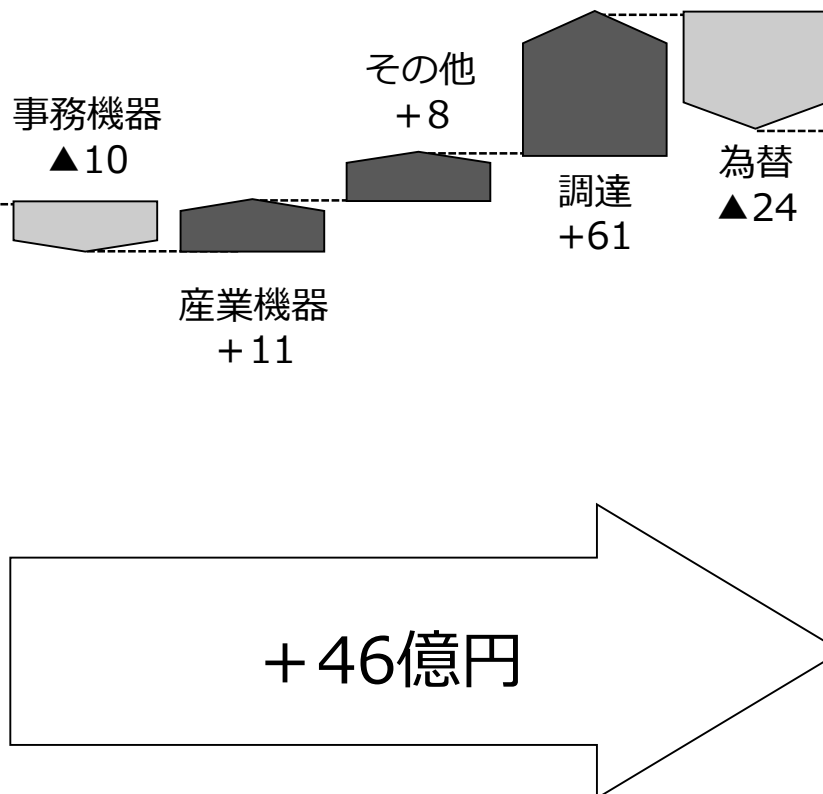 事務機器
▲10
産業機器
+11
その他
+8
調達
+61
為替
▲24
+46億円